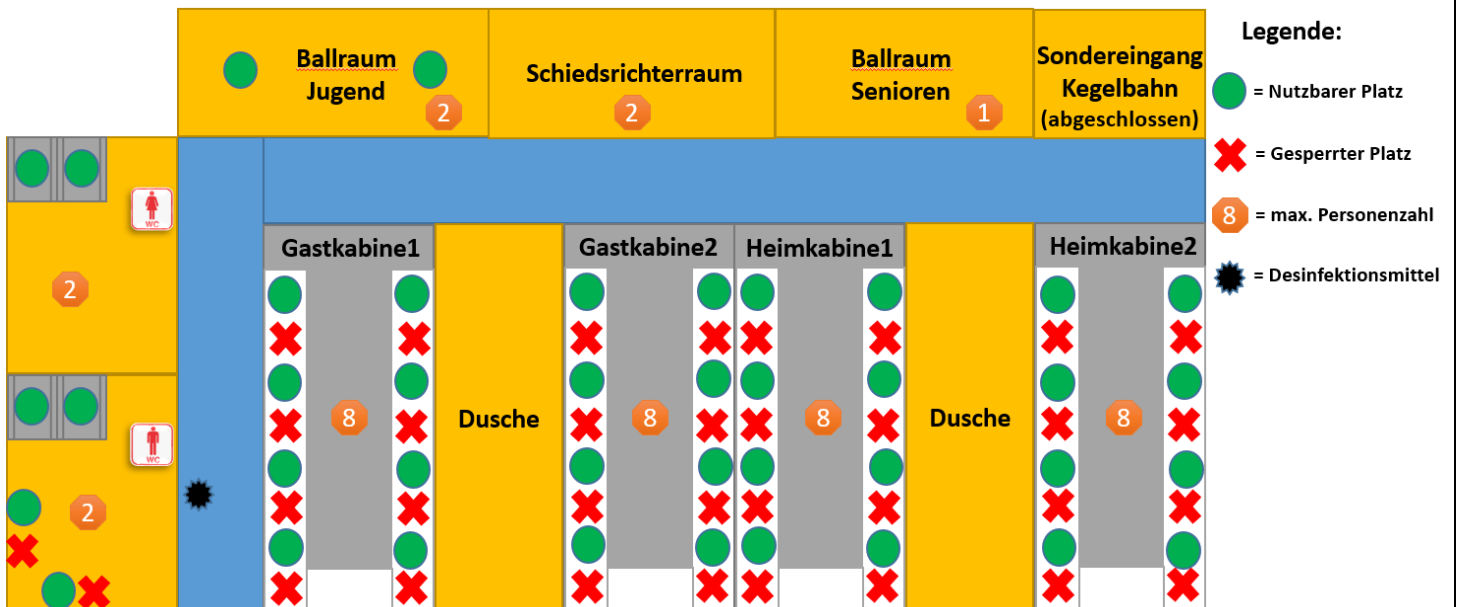 Ballraum
Jugend
2
Schiedsrichterraum
2
Ballraum
Senioren
1
Sondereingang
Kegelbahn
(abgeschlossen)
Legende:
= Nutzbarer Platz
= Gesperrter Platz
8 = max. Personenzahl
= Desinfektionsmittel
WC
2
WC
2
Gastkabine1
8
Dusche
Gastkabine2
8
Heimkabine1
8
Dusche
Heimkabine2
8